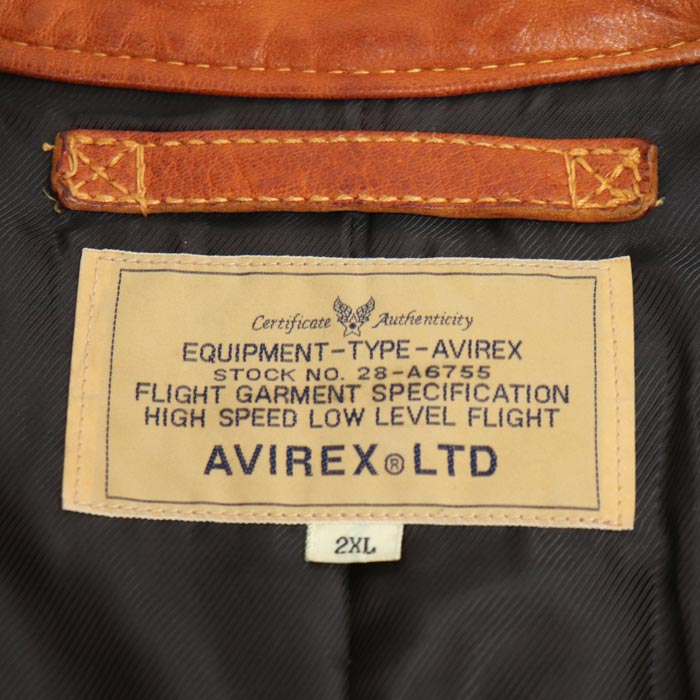 Certificate Authenticity
EQUIPMENT-TYPE-AVIREX
STOCK NO. 28-A6755
FLIGHT GARMENT SPECIFICATION
HIGH SPEED LOW LEVEL FLIGHT
AVIREX® LTD
2XL